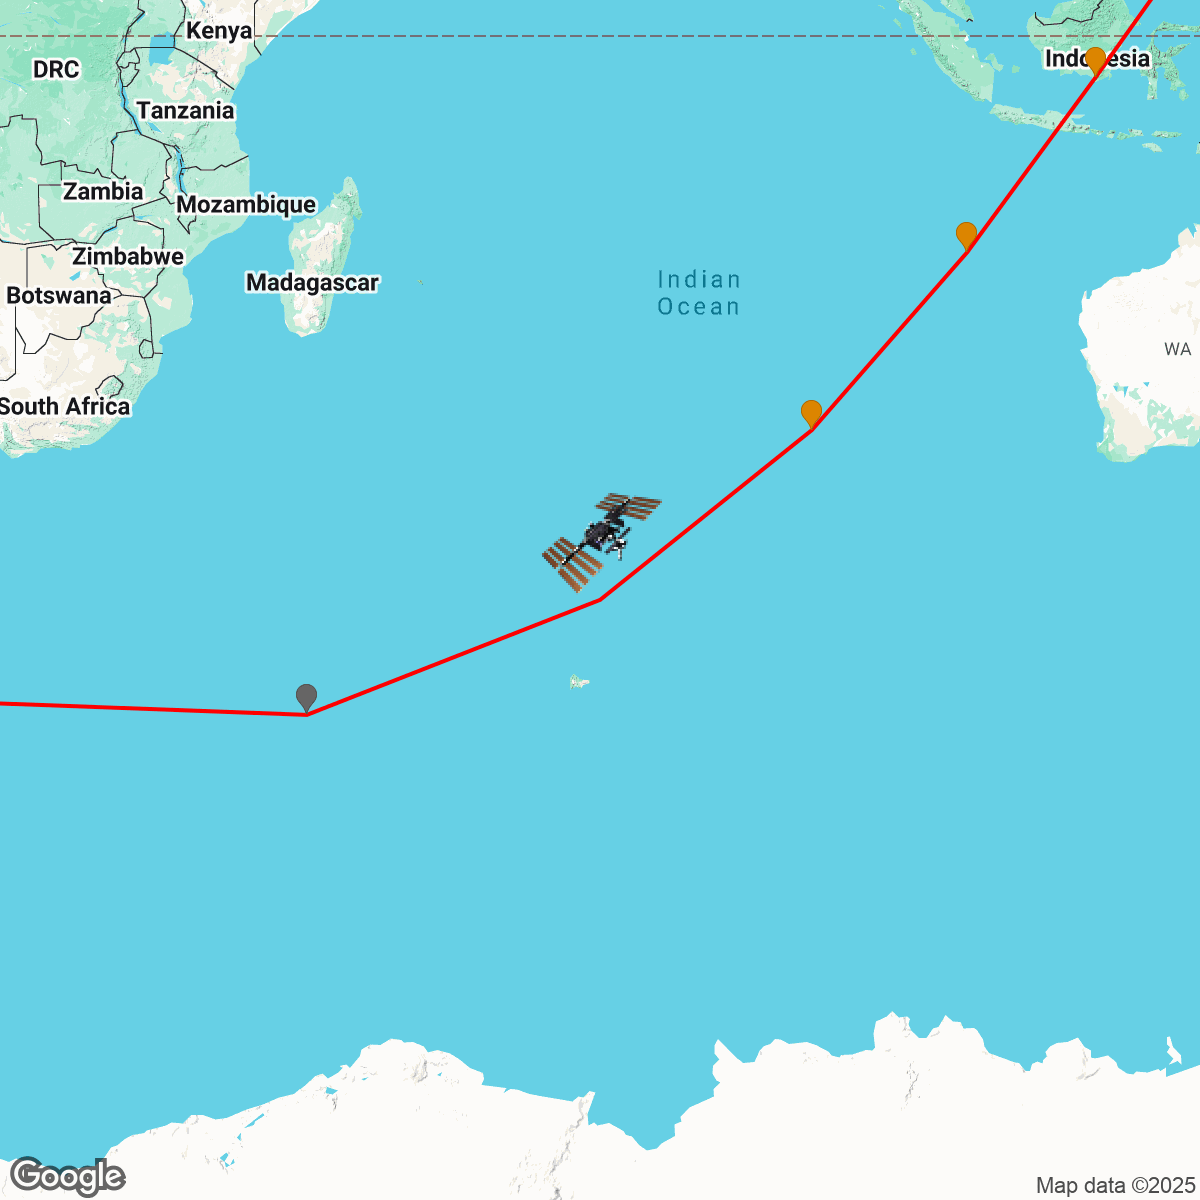 Kenya
DRC
Indonesia
Tanzania
Zambia
Mozambique
Zimbabwe
Madagascar
Indian
Ocean
Botswana
WA
South Africa
Google
Map data ©2025